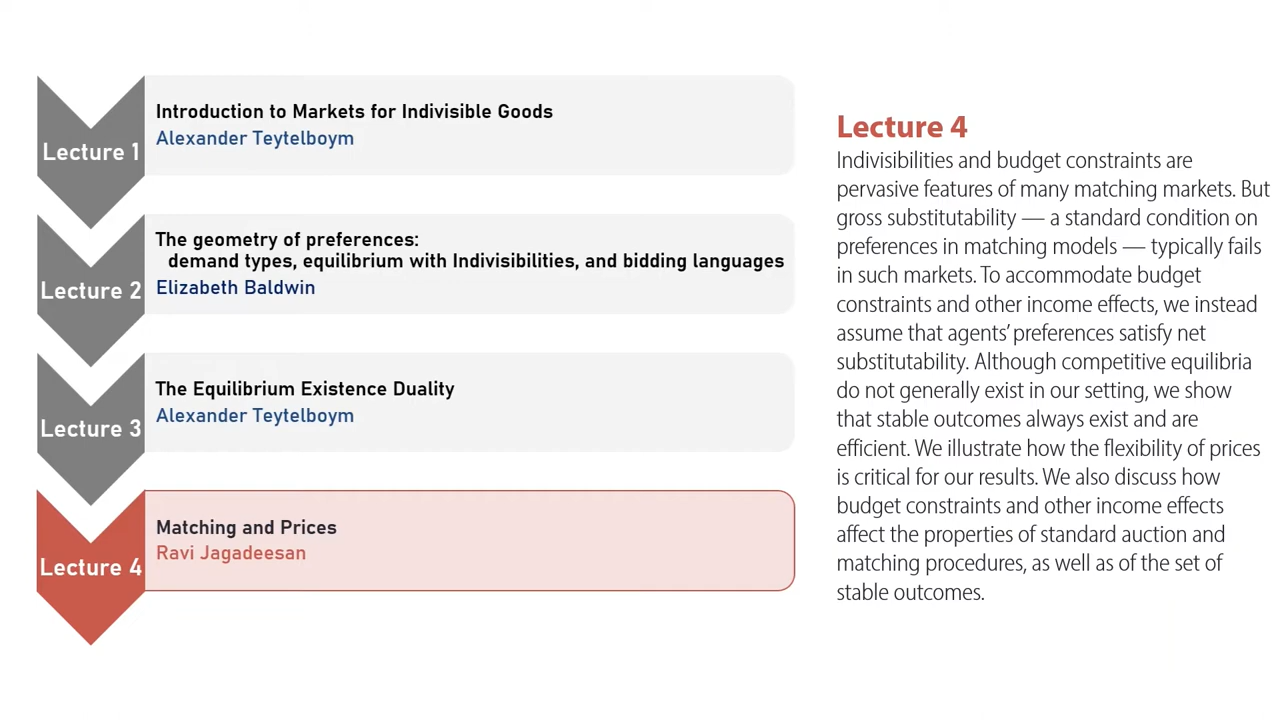 Lecture 1
Introduction to Markets for Indivisible Goods
Alexander Teytelboym
Lecture 2
The geometry of preferences:
demand types, equilibrium with Indivisibilities, and bidding languages
Elizabeth Baldwin
Lecture 3
The Equilibrium Existence Duality
Alexander Teytelboym
Lecture 4
Matching and Prices
Ravi Jagadeesan
Lecture 4
Indivisibilities and budget constraints are
pervasive features of many matching markets. But
gross substitutability — a standard condition on
preferences in matching models — typically fails
in such markets. To accommodate budget
constraints and other income effects, we instead
assume that agents' preferences satisfy net
substitutability. Although competitive equilibria
do not generally exist in our setting, we show
that stable outcomes always exist and are
efficient. We illustrate how the flexibility of prices
is critical for our results. We also discuss how
budget constraints and other income effects
affect the properties of standard auction and
matching procedures, as well as of the set of
stable outcomes.